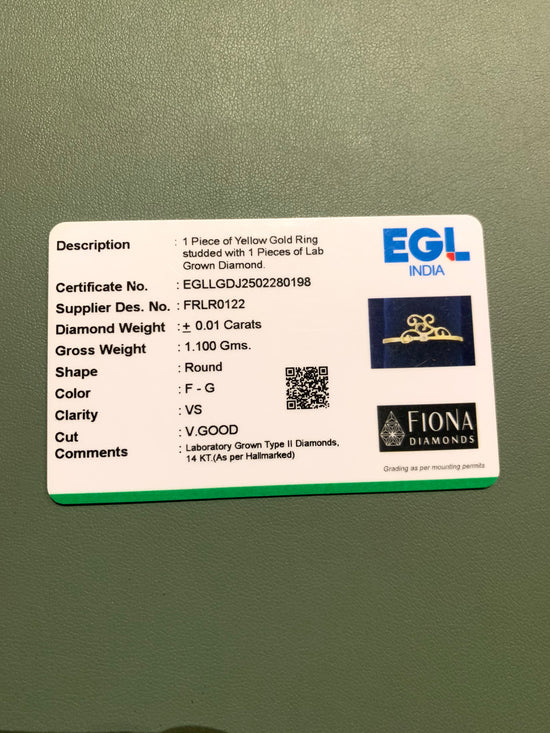 EGL
INDIA
Description : 1 Piece of Yellow Gold Ring
studded with 1 Pieces of Lab
Grown Diamond.
Certificate No. : EGLLGDJ2502280198
Supplier Des. No. : FRLR0122
Diamond Weight : ± 0.01 Carats
Gross Weight : 1.100 Gms.
Shape : Round
Color : F - G
Clarity : VS
Cut : V.GOOD
Comments : Laboratory Grown Type II Diamonds,
14 KT.(As per Hallmarked)
FIONA
DIAMONDS
Grading as per mounting permits